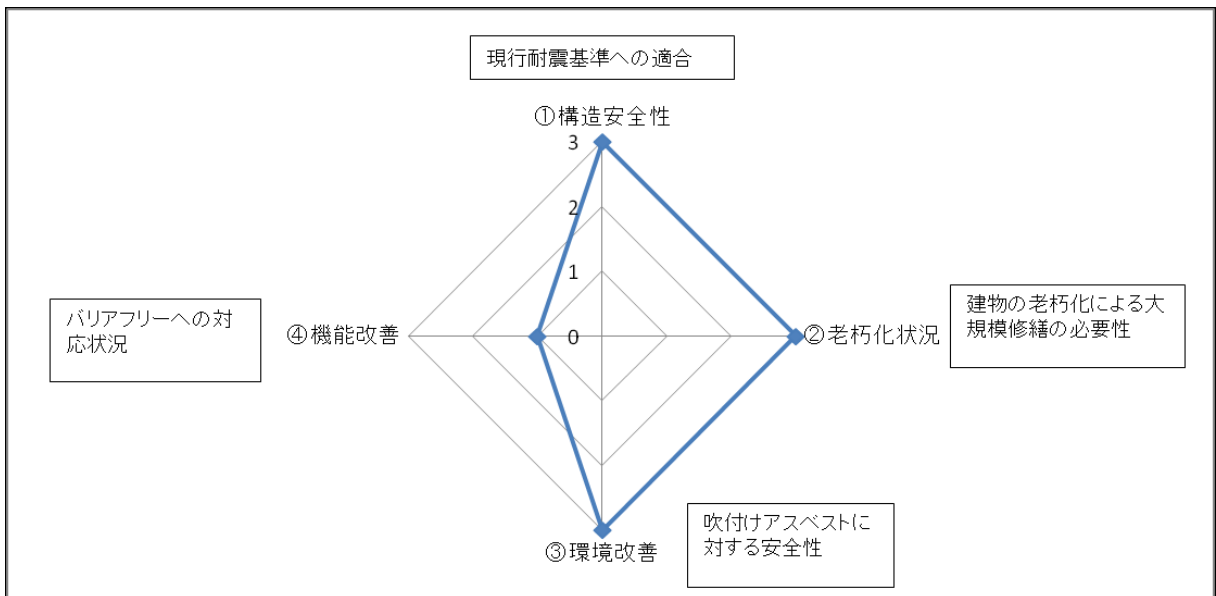 現行耐震基準への適合
①構造安全性
3
2
1
0
バリアフリーへの対
応状況
④機能改善
②老朽化状況
建物の老朽化による大
規模修繕の必要性
③環境改善
吹付けアスベストに
対する安全性